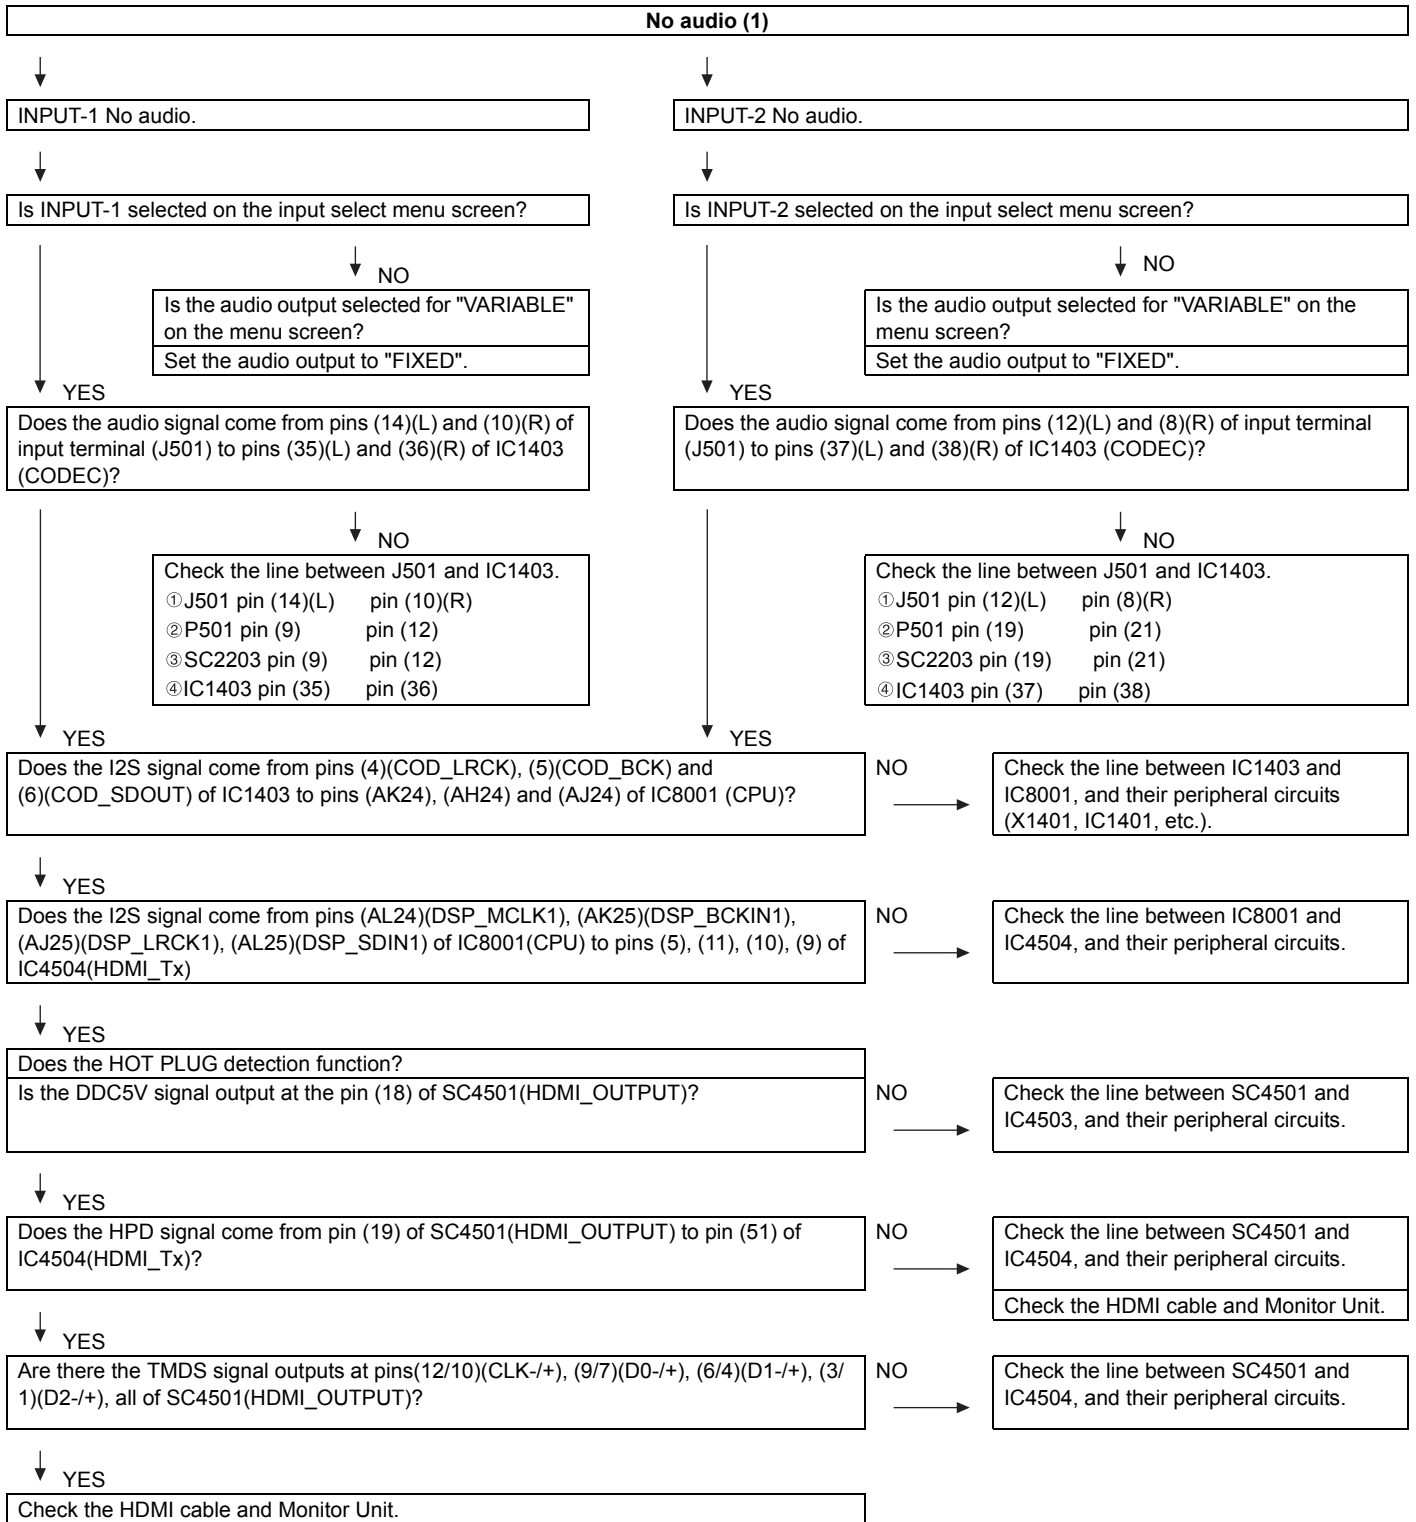 No audio (1)
INPUT-1 No audio.
INPUT-2 No audio.
Is INPUT-1 selected on the input select menu screen?
Is INPUT-2 selected on the input select menu screen?
NO
NO
Is the audio output selected for "VARIABLE"
on the menu screen?
Set the audio output to "FIXED".
Is the audio output selected for "VARIABLE" on the
menu screen?
Set the audio output to "FIXED".
YES
YES
Does the audio signal come from pins (14)(L) and (10)(R) of
input terminal (J501) to pins (35)(L) and (36)(R) of IC1403
(CODEC)?
Does the audio signal come from pins (12)(L) and (8)(R) of input terminal
(J501) to pins (37)(L) and (38)(R) of IC1403 (CODEC)?
NO
NO
Check the line between J501 and IC1403.
①J501 pin (14)(L) pin (10)(R)
②P501 pin (9) pin (12)
③SC2203 pin (9) pin (12)
④IC1403 pin (35) pin (36)
Check the line between J501 and IC1403.
①J501 pin (12)(L) pin (8)(R)
②P501 pin (19) pin (21)
③SC2203 pin (19) pin (21)
④IC1403 pin (37) pin (38)
YES
YES
Does the I2S signal come from pins (4)(COD_LRCK), (5)(COD_BCK) and
(6)(COD_SDOUT) of IC1403 to pins (AK24), (AH24) and (AJ24) of IC8001 (CPU)?
NO
Check the line between IC1403 and
IC8001, and their peripheral circuits
(X1401, IC1401, etc.).
YES
Does the I2S signal come from pins (AL24)(DSP_MCLK1), (AK25)(DSP_BCKIN1),
(AJ25)(DSP_LRCK1), (AL25)(DSP_SDIN1) of IC8001(CPU) to pins (5), (11), (10), (9) of
IC4504(HDMI_Tx)
NO
Check the line between IC8001 and
IC4504, and their peripheral circuits.
YES
Does the HOT PLUG detection function?
Is the DDC5V signal output at the pin (18) of SC4501(HDMI_OUTPUT)?
NO
Check the line between SC4501 and
IC4503, and their peripheral circuits.
YES
Does the HPD signal come from pin (19) of SC4501(HDMI_OUTPUT) to pin (51) of
IC4504(HDMI_Tx)?
NO
Check the line between SC4501 and
IC4504, and their peripheral circuits.
Check the HDMI cable and Monitor Unit.
YES
Are there the TMDS signal outputs at pins(12/10)(CLK-/+), (9/7)(D0-/+), (6/4)(D1-/+), (3/
1)(D2-/+), all of SC4501(HDMI_OUTPUT)?
NO
Check the line between SC4501 and
IC4504, and their peripheral circuits.
YES
Check the HDMI cable and Monitor Unit.